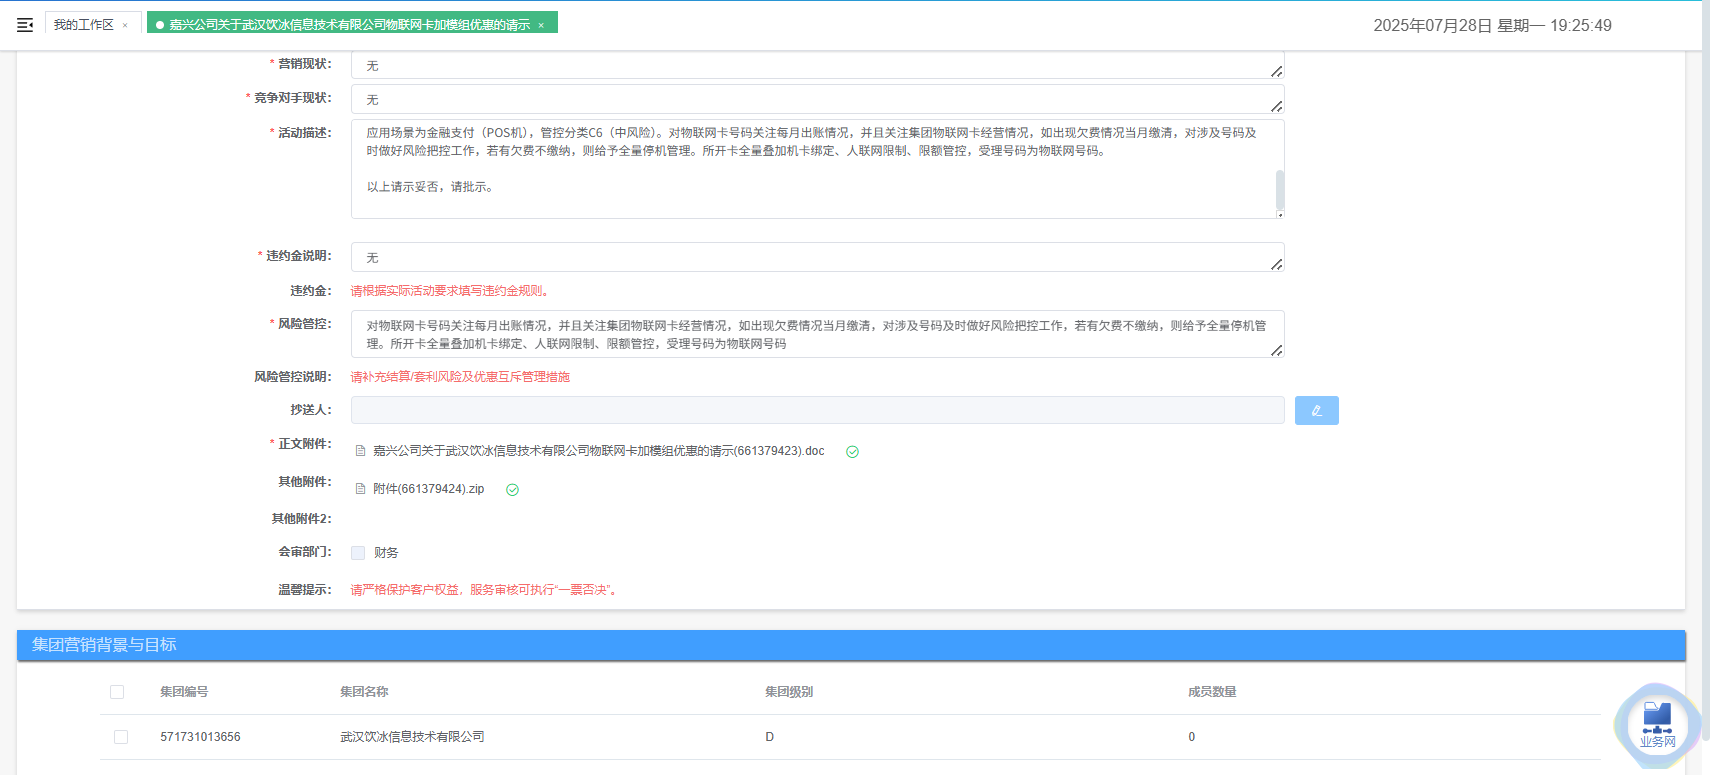 我的工作区 ×
嘉兴公司关于武汉饮冰信息技术有限公司物联网卡加模组优惠的请示 ×
2025年07月28日 星期一 19:25:49
* 营销现状： 无
* 竞争对手现状： 无
* 活动描述： 应用场景为金融支付（POS机），管控分类C6（中风险）。对物联网卡号码关注每月出账情况，并且关注集团物联网卡经营情况，如出现欠费情况当月缴清，对涉及号码及
时做好风险把控工作，若有欠费不缴纳，则给予全量停机管理。所开卡全量叠加机卡绑定、人联网限制、限额管控，受理号码为物联网号码。
以上请示妥否，请批示。
* 违约金说明： 无
违约金： 请根据实际活动要求填写违约金规则。
* 风险管控： 对物联网卡号码关注每月出账情况，并且关注集团物联网卡经营情况，如出现欠费情况当月缴清，对涉及号码及时做好风险把控工作，若有欠费不缴纳，则给予全量停机管
理。所开卡全量叠加机卡绑定、人联网限制、限额管控，受理号码为物联网号码
风险管控说明： 请补充结算/套利风险及优惠互斥管理措施
抄送人：
* 正文附件： 嘉兴公司关于武汉饮冰信息技术有限公司物联网卡加模组优惠的请示(661379423).doc
其他附件： 附件(661379424).zip
其他附件2：
会审部门： 财务
温馨提示： 请严格保护客户权益，服务审核可执行“一票否决”。
集团营销背景与目标
集团编号 集团名称 集团级别 成员数量
571731013656 武汉饮冰信息技术有限公司 D 0
业务网